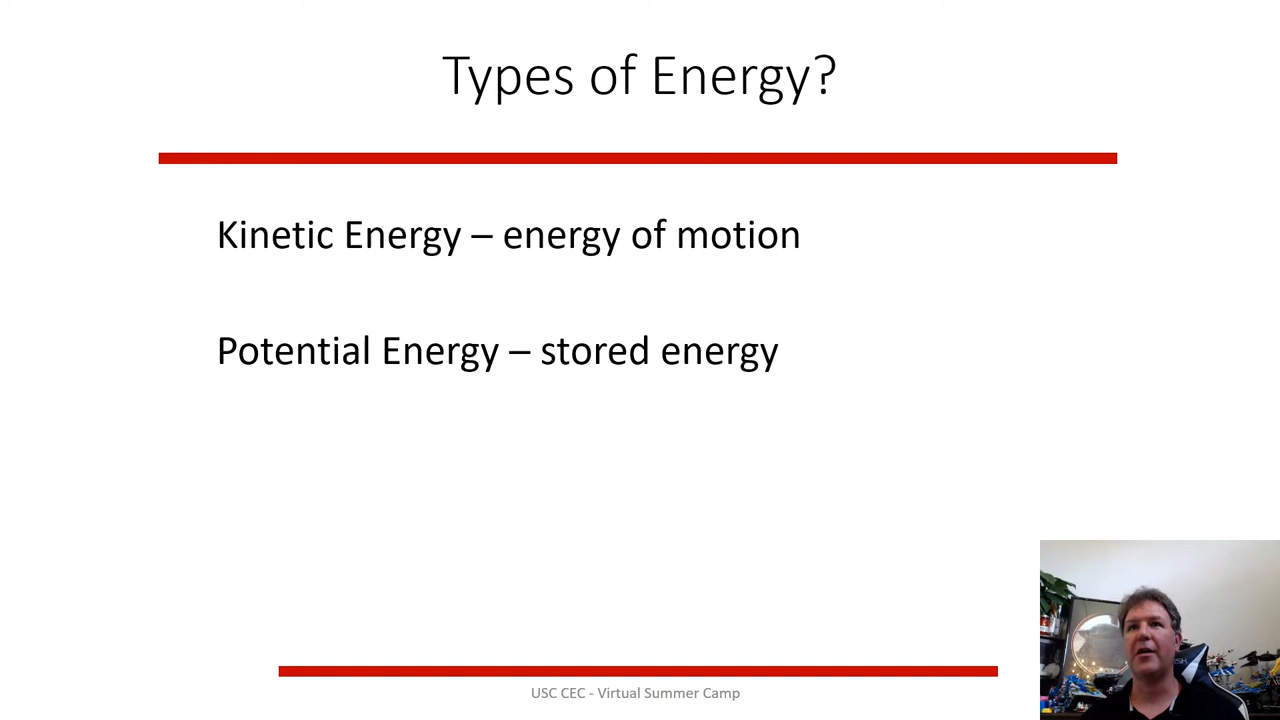 Types of Energy?
Kinetic Energy – energy of motion
Potential Energy – stored energy
USC CEC - Virtual Summer Camp